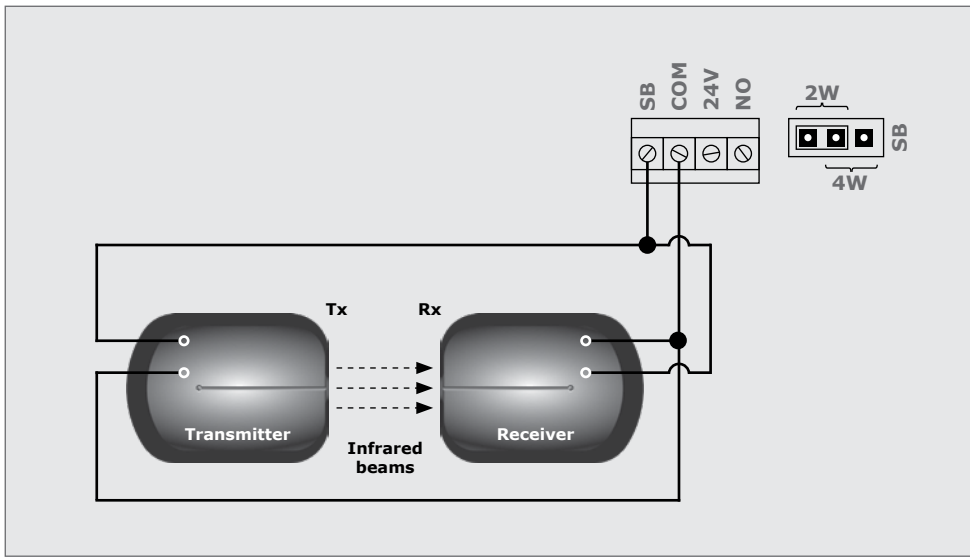 SB
COM
24V
NO
2W
SB
4W
Tx
Rx
Transmitter
Receiver
Infrared
beams